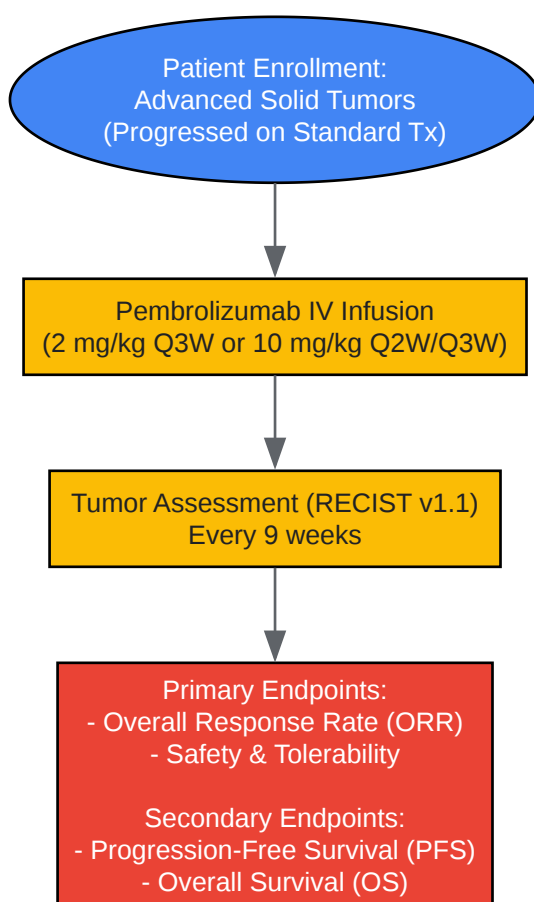 Patient Enrollment:
Advanced Solid Tumors
(Progressed on Standard Tx)
Pembrolizumab IV Infusion
(2 mg/kg Q3W or 10 mg/kg Q2W/Q3W)
Tumor Assessment (RECIST v1.1)
Every 9 weeks
Primary Endpoints:
- Overall Response Rate (ORR)
- Safety & Tolerability
Secondary Endpoints:
- Progression-Free Survival (PFS)
- Overall Survival (OS)